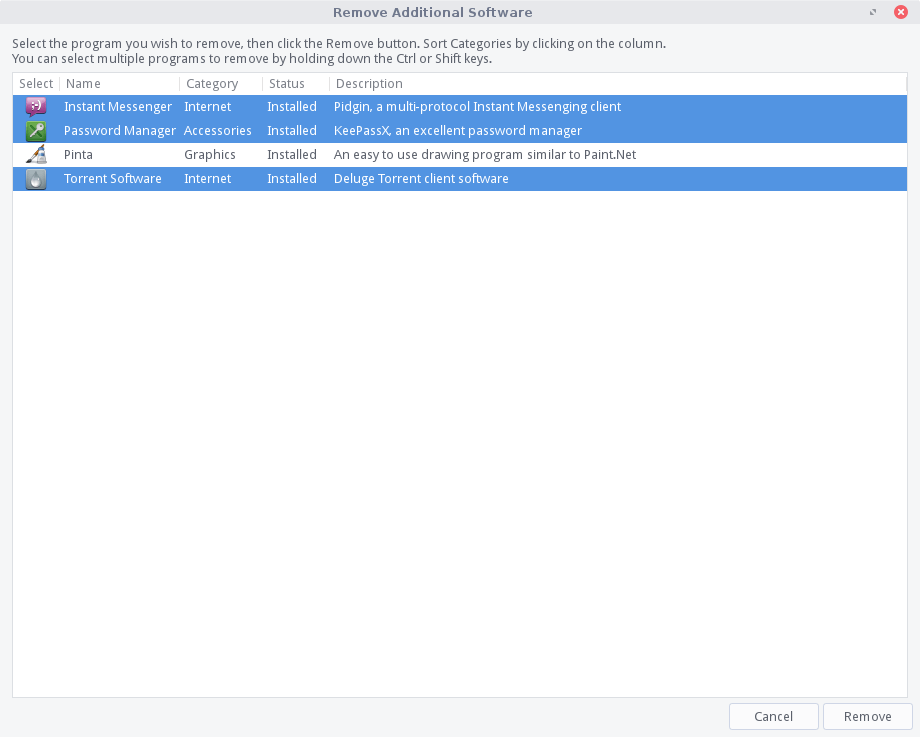 Remove Additional Software
Select the program you wish to remove, then click the Remove button. Sort Categories by clicking on the column.
You can select multiple programs to remove by holding down the Ctrl or Shift keys.
Select Name Category Status Description
Instant Messenger Internet Installed Pidgin, a multi-protocol Instant Messenging client
Password Manager Accessories Installed KeePassX, an excellent password manager
Pinta Graphics Installed An easy to use drawing program similar to Paint.Net
Torrent Software Internet Installed Deluge Torrent client software
Cancel Remove